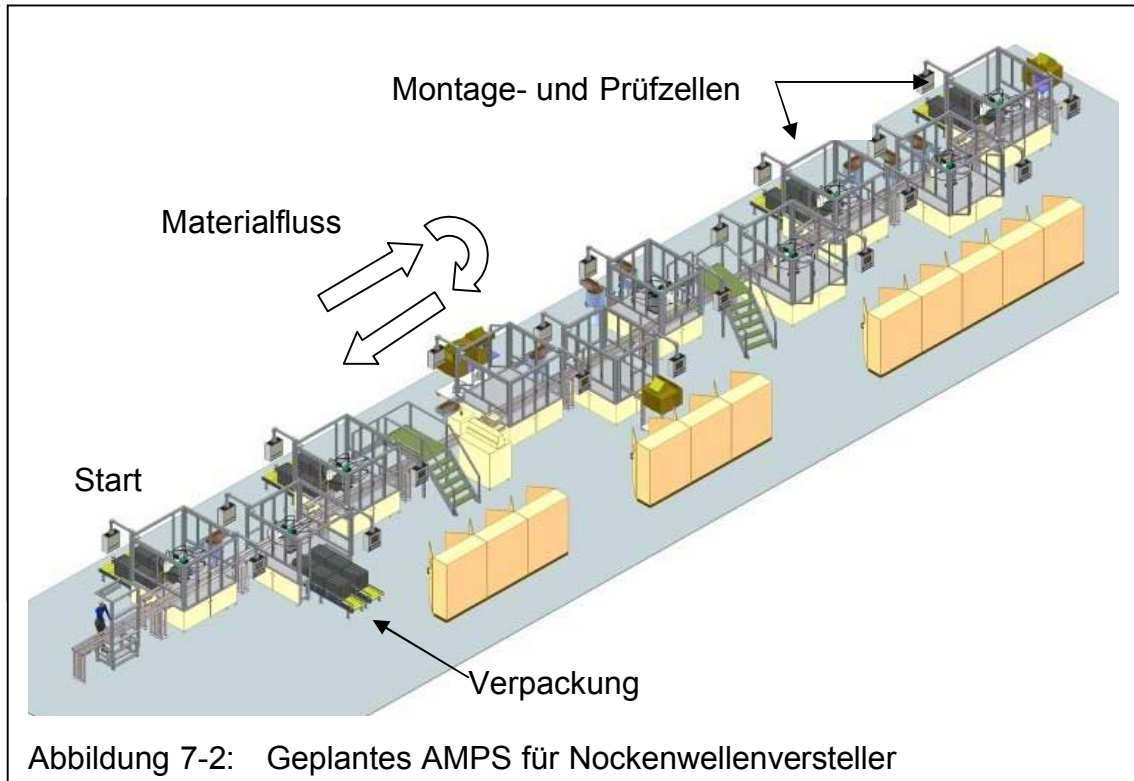 Montage- und Prüfzellen
Materialfluss
Start
Verpackung
Abbildung 7-2: Geplantes AMPS für Nockenwellenversteller